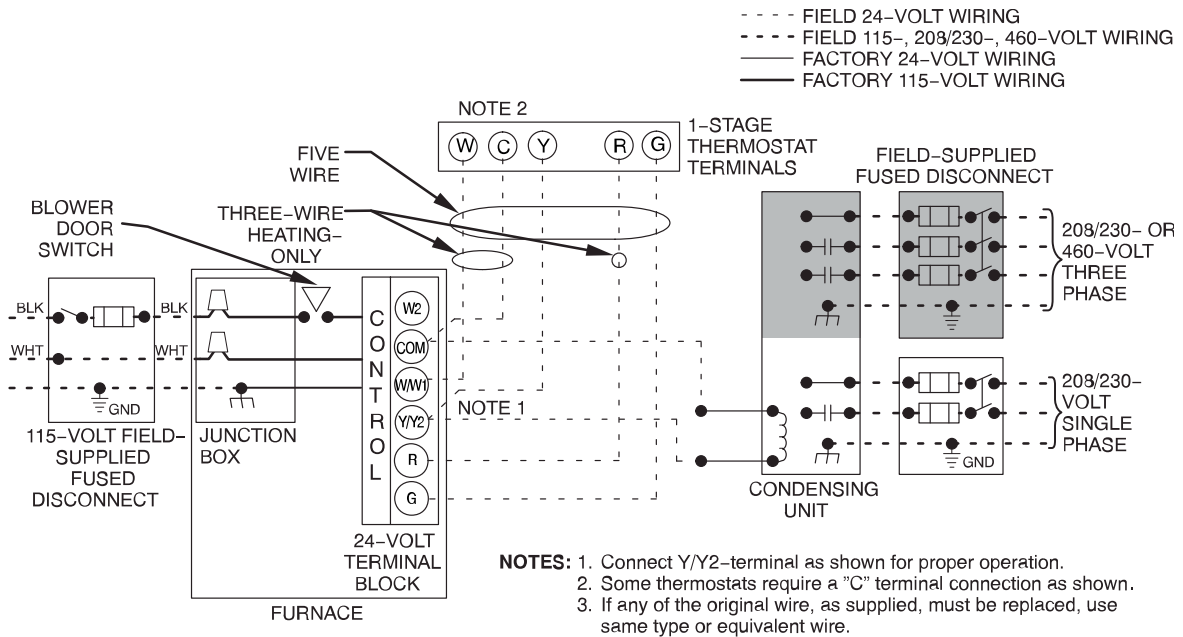 FIELD 24-VOLT WIRING
FIELD 115-, 208/230-, 460-VOLT WIRING
FACTORY 24-VOLT WIRING
FACTORY 115-VOLT WIRING
NOTE 2
W C Y R G
1-STAGE
THERMOSTAT
TERMINALS
FIVE
WIRE
THREE-WIRE
HEATING-
ONLY
BLOWER
DOOR
SWITCH
FIELD-SUPPLIED
FUSED DISCONNECT
208/230- OR
460-VOLT
THREE
PHASE
BLK
BLK
WHT
WHT
GND
115-VOLT FIELD-
SUPPLIED
FUSED
DISCONNECT
JUNCTION
BOX
CONTROL
W2
COM
W/W1
Y/Y2
R
G
NOTE 1
24-VOLT
TERMINAL
BLOCK
FURNACE
208/230-
VOLT
SINGLE
PHASE
GND
CONDENSING
UNIT
NOTES: 1. Connect Y/Y2-terminal as shown for proper operation.
2. Some thermostats require a "C" terminal connection as shown.
3. If any of the original wire, as supplied, must be replaced, use
same type or equivalent wire.